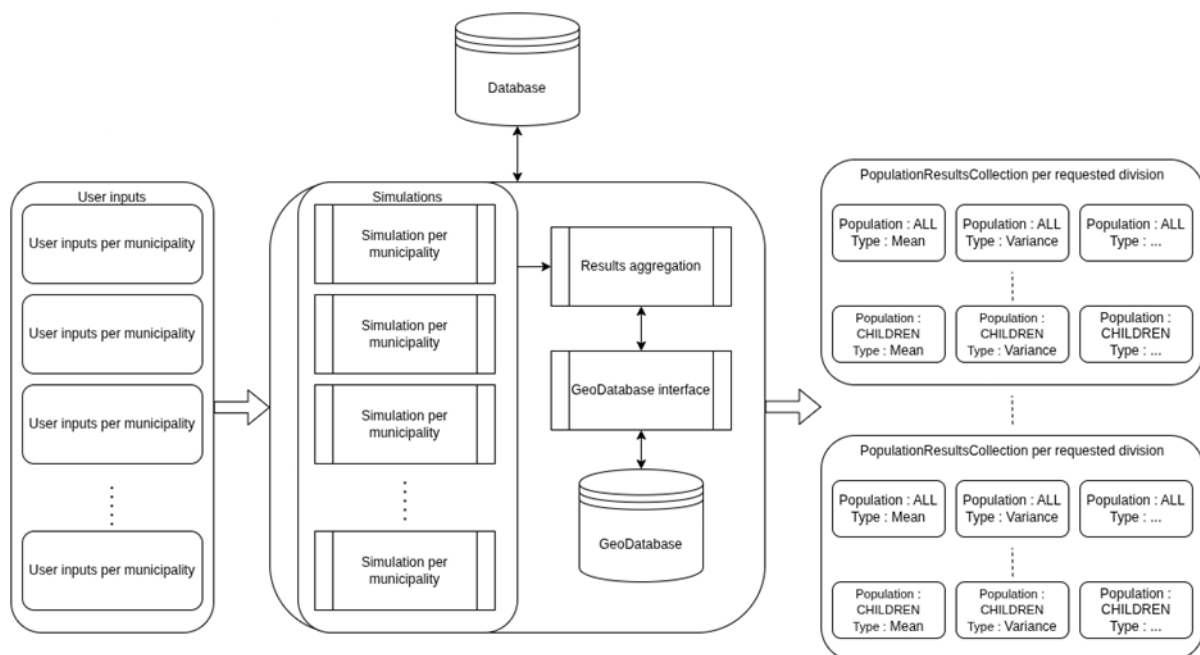 Database
User inputs
User inputs per municipality
User inputs per municipality
User inputs per municipality
User inputs per municipality
Simulations
Simulation per
municipality
Simulation per
municipality
Simulation per
municipality
Simulation per
municipality
Results aggregation
GeoDatabase interface
GeoDatabase
PopulationResultsCollection per requested division
Population : ALL
Type : Mean
Population : ALL
Type : Variance
Population : ALL
Type : ...
Population :
CHILDREN
Type : Mean
Population :
CHILDREN
Type : Variance
Population :
CHILDREN
Type : ...
PopulationResultsCollection per requested division
Population : ALL
Type : Mean
Population : ALL
Type : Variance
Population : ALL
Type : ...
Population :
CHILDREN
Type : Mean
Population :
CHILDREN
Type : Variance
Population :
CHILDREN
Type : ...